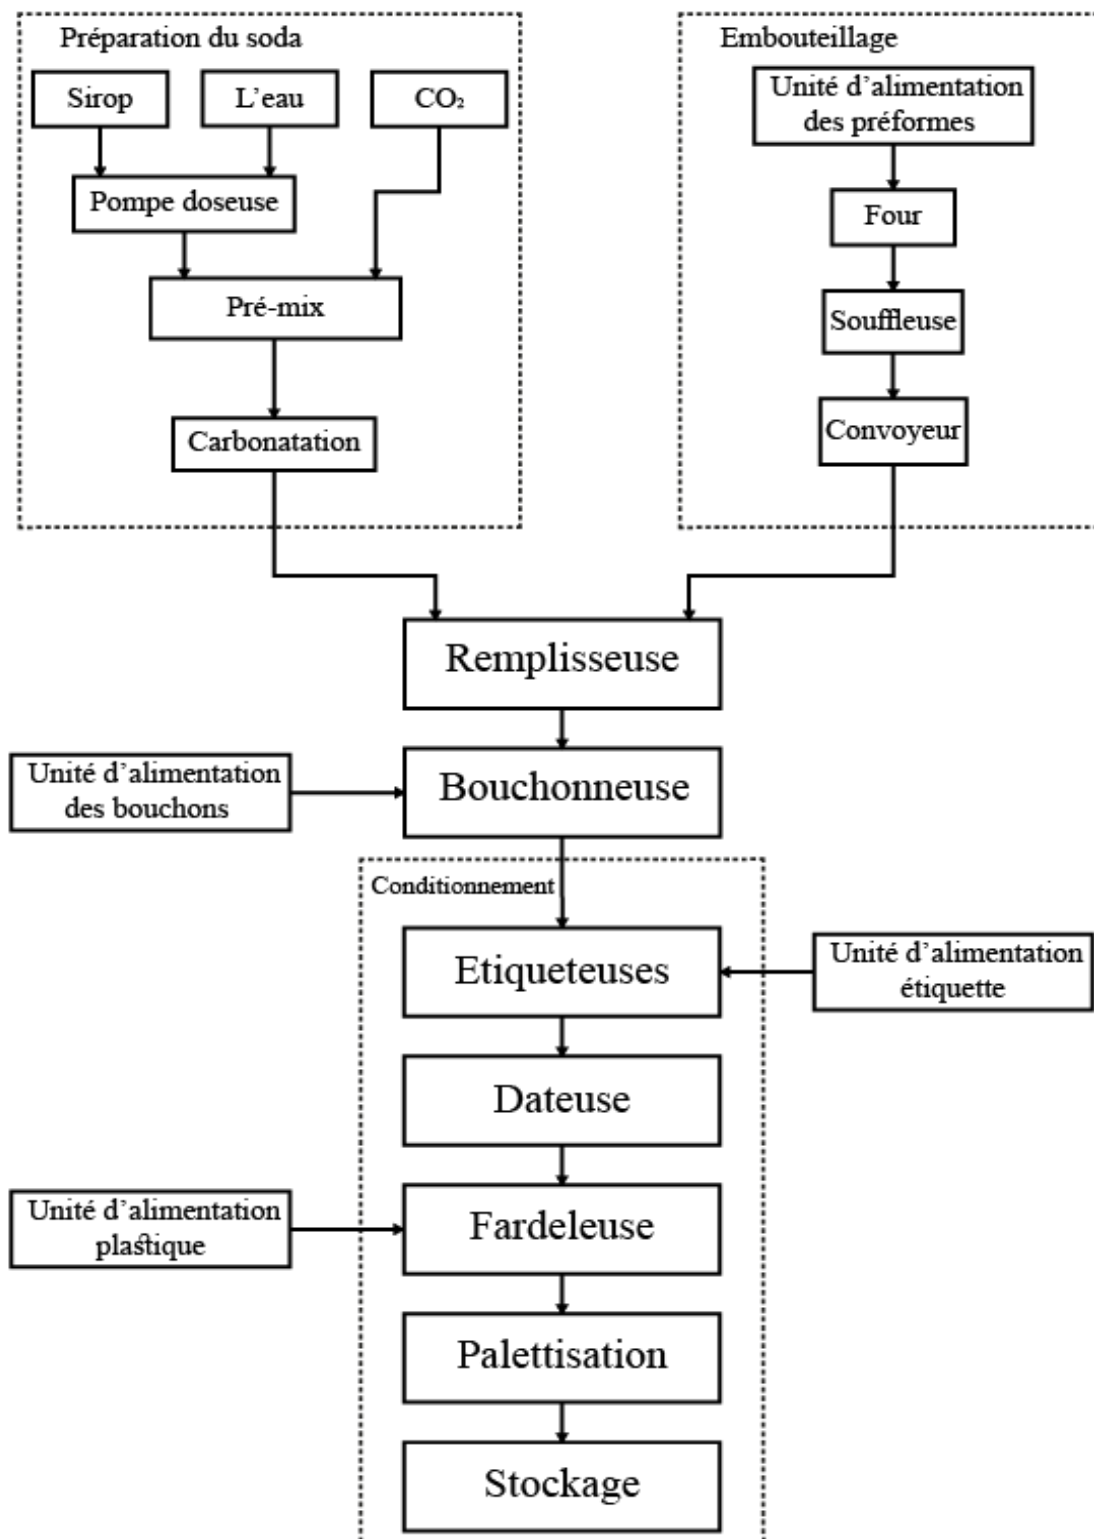 Préparation du soda
Sirop
L’eau
CO₂
Pompe doseuse
Pré-mix
Carbonatation
Embouteillage
Unité d’alimentation
des préformes
Four
Souffleuse
Convoyeur
Remplisseuse
Unité d’alimentation
des bouchons
Bouchonneuse
Conditionnement
Etiqueteuses
Unité d’alimentation
étiquette
Dateuse
Unité d’alimentation
plastique
Fardeleuse
Palettisation
Stockage